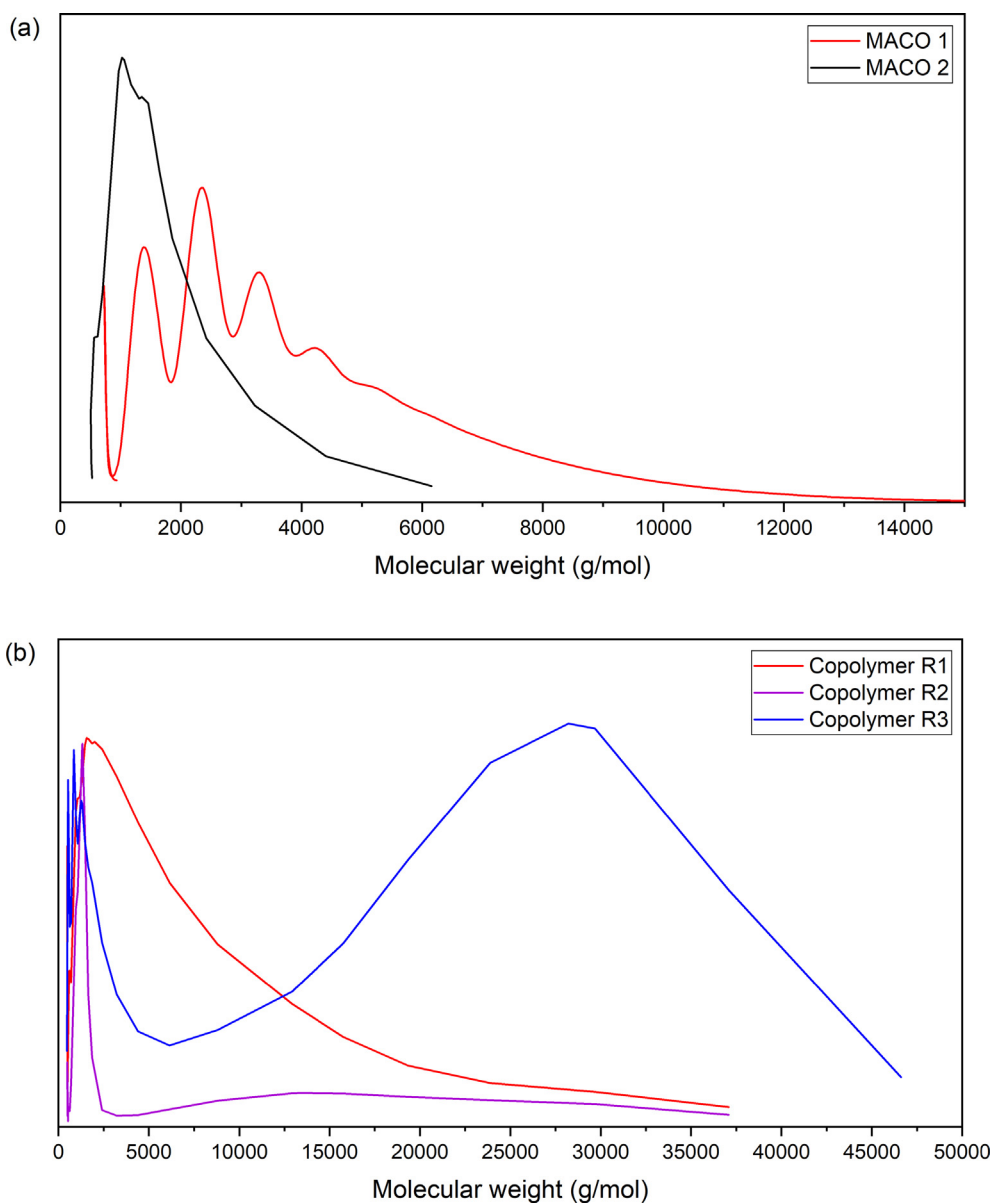 (a)
MACO 1
MACO 2
0 2000 4000 6000 8000 10000 12000 14000
Molecular weight (g/mol)
(b)
Copolymer R1
Copolymer R2
Copolymer R3
0 5000 10000 15000 20000 25000 30000 35000 40000 45000 50000
Molecular weight (g/mol)